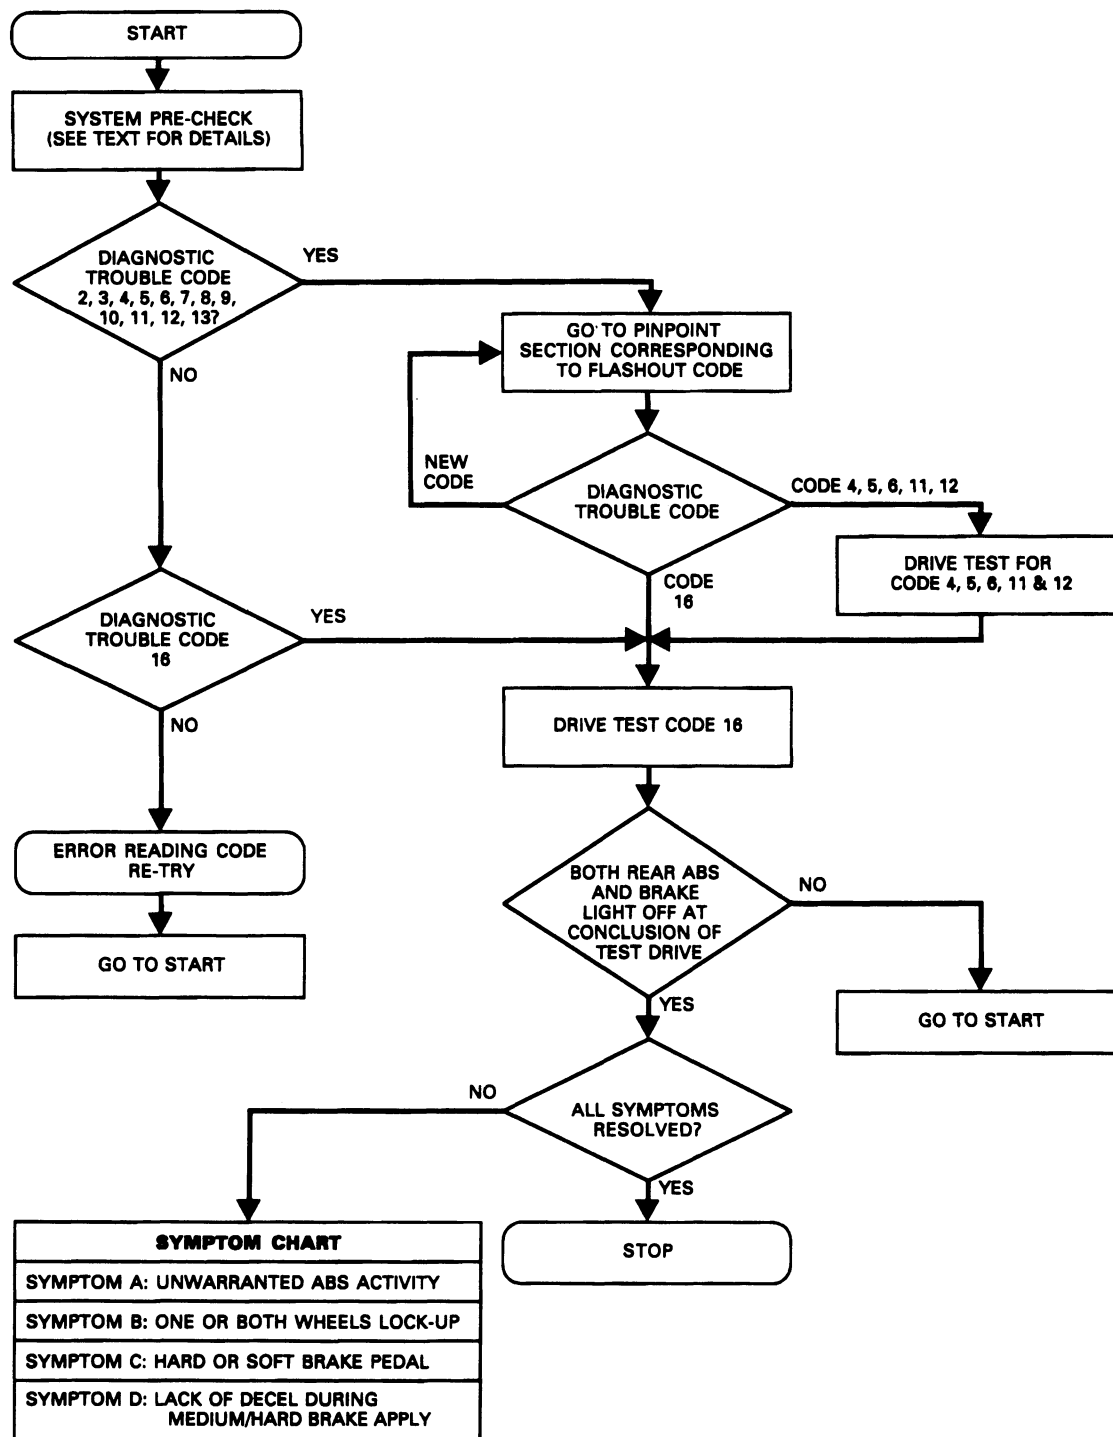 START
SYSTEM PRE-CHECK
(SEE TEXT FOR DETAILS)
DIAGNOSTIC
TROUBLE CODE
2, 3, 4, 5, 6, 7, 8, 9,
10, 11, 12, 13?
YES
NO
GO TO PINPOINT
SECTION CORRESPONDING
TO FLASHOUT CODE
NEW
CODE
DIAGNOSTIC
TROUBLE CODE
CODE 4, 5, 6, 11, 12
DRIVE TEST FOR
CODE 4, 5, 6, 11 & 12
CODE
16
DIAGNOSTIC
TROUBLE CODE
16
YES
NO
DRIVE TEST CODE 16
ERROR READING CODE
RE-TRY
GO TO START
BOTH REAR ABS
AND BRAKE
LIGHT OFF AT
CONCLUSION OF
TEST DRIVE
NO
GO TO START
YES
ALL SYMPTOMS
RESOLVED?
NO
YES
STOP
SYMPTOM CHART
SYMPTOM A: UNWARRANTED ABS ACTIVITY
SYMPTOM B: ONE OR BOTH WHEELS LOCK-UP
SYMPTOM C: HARD OR SOFT BRAKE PEDAL
SYMPTOM D: LACK OF DECEL DURING
MEDIUM/HARD BRAKE APPLY